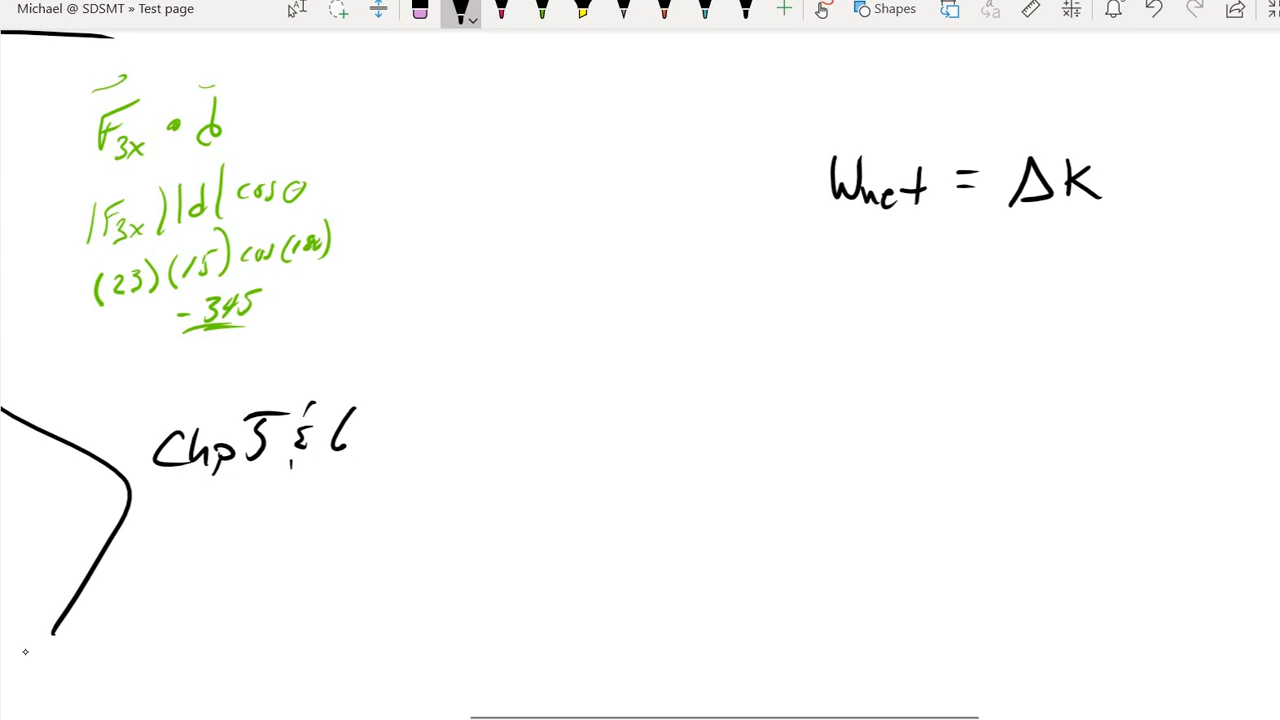 Michael @ SDSMT » Test page
Shapes
F₃ₓ • d
|F₃ₓ| |d| cos θ
(23)(15) cos(180)
-345
Wnet = ΔK
Chp 5 & 6